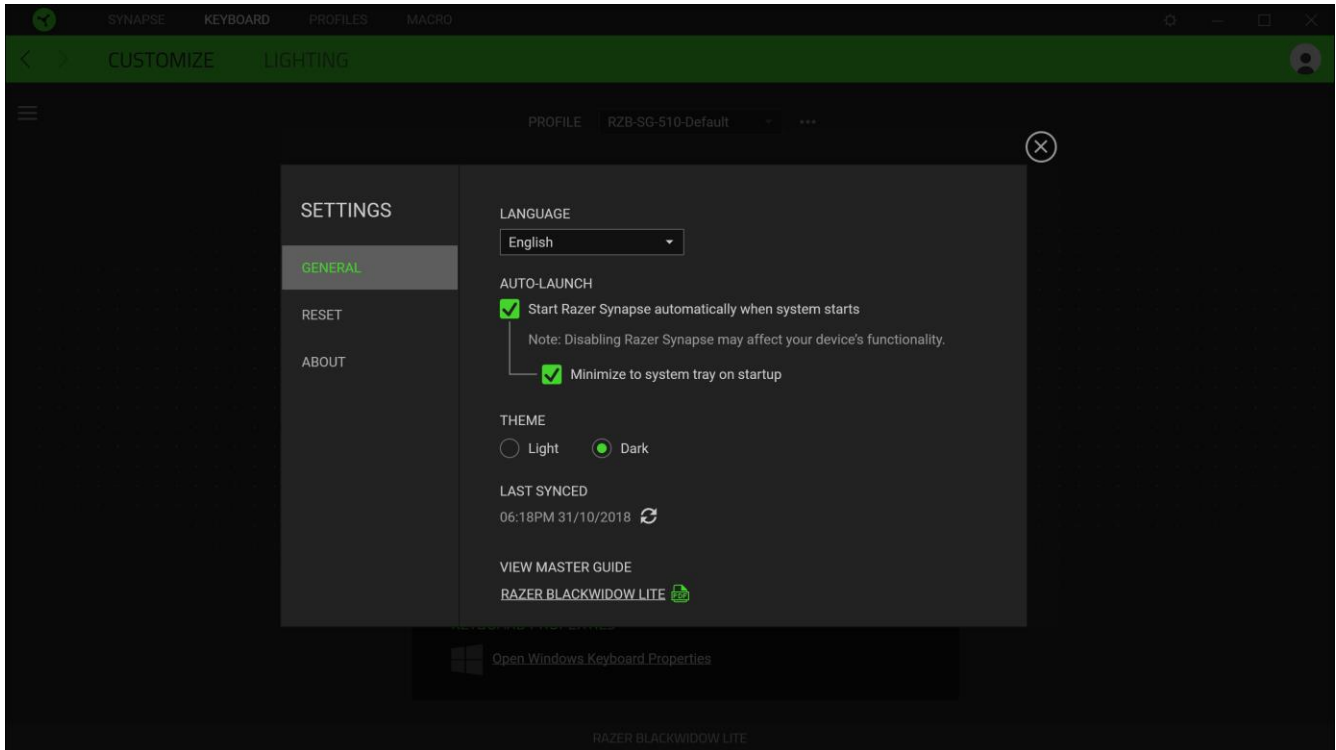 SYNAPSE KEYBOARD PROFILES MACRO
CUSTOMIZE LIGHTING
PROFILE RZB-SG-510-Default
SETTINGS
GENERAL
RESET
ABOUT
LANGUAGE
English
AUTO-LAUNCH
Start Razer Synapse automatically when system starts
Note: Disabling Razer Synapse may affect your device's functionality.
Minimize to system tray on startup
THEME
Light Dark
LAST SYNCED
06:18PM 31/10/2018
VIEW MASTER GUIDE
RAZER BLACKWIDOW LITE PDF
KEYBOARD PROPERTIES
Open Windows Keyboard Properties
RAZER BLACKWIDOW LITE